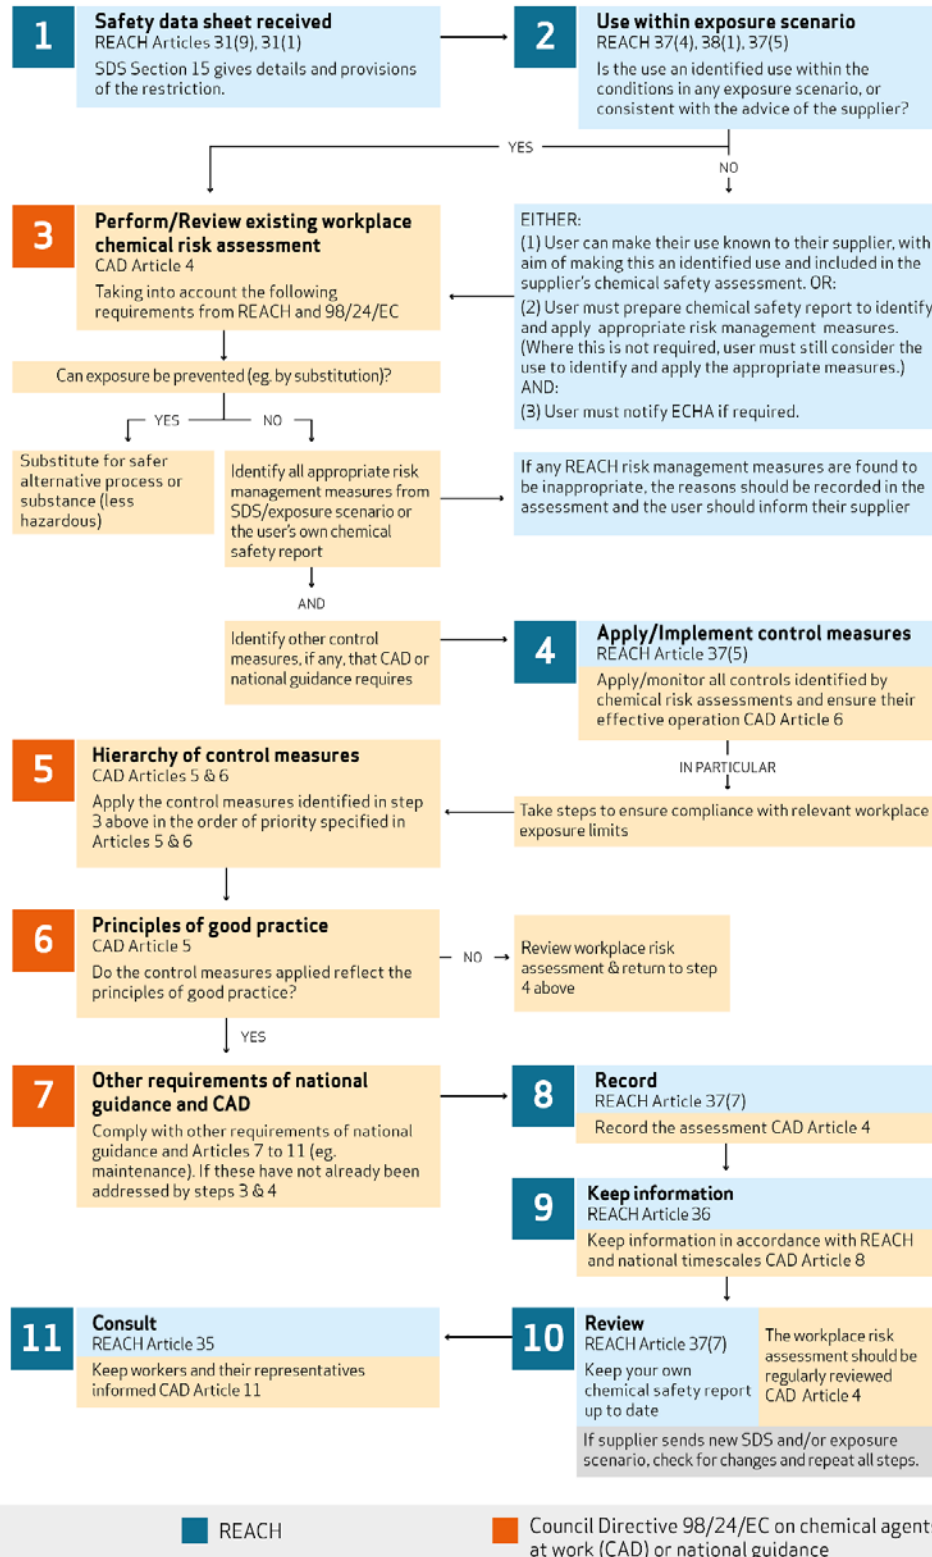 1
Safety data sheet received
REACH Articles 31(9), 31(1)
SDS Section 15 gives details and provisions
of the restriction.
2
Use within exposure scenario
REACH 37(4), 38(1), 37(5)
Is the use an identified use within the
conditions in any exposure scenario, or
consistent with the advice of the supplier?
YES
NO
3
Perform/Review existing workplace
chemical risk assessment
CAD Article 4
Taking into account the following
requirements from REACH and 98/24/EC
EITHER:
(1) User can make their use known to their supplier, with
aim of making this an identified use and included in the
supplier's chemical safety assessment. OR:
(2) User must prepare chemical safety report to identify
and apply appropriate risk management measures.
(Where this is not required, user must still consider the
use to identify and apply the appropriate measures.)
AND:
(3) User must notify ECHA if required.
Can exposure be prevented (eg. by substitution)?
YES
NO
Substitute for safer
alternative process or
substance (less
hazardous)
Identify all appropriate risk
management measures from
SDS/exposure scenario or
the user's own chemical
safety report
If any REACH risk management measures are found to
be inappropriate, the reasons should be recorded in the
assessment and the user should inform their supplier
AND
Identify other control
measures, if any, that CAD or
national guidance requires
4
Apply/Implement control measures
REACH Article 37(5)
Apply/monitor all controls identified by
chemical risk assessments and ensure their
effective operation CAD Article 6
IN PARTICULAR
Take steps to ensure compliance with relevant workplace
exposure limits
5
Hierarchy of control measures
CAD Articles 5 & 6
Apply the control measures identified in step
3 above in the order of priority specified in
Articles 5 & 6
6
Principles of good practice
CAD Article 5
Do the control measures applied reflect the
principles of good practice?
NO
Review workplace risk
assessment & return to step
4 above
YES
7
Other requirements of national
guidance and CAD
Comply with other requirements of national
guidance and Articles 7 to 11 (eg.
maintenance). If these have not already been
addressed by steps 3 & 4
8
Record
REACH Article 37(7)
Record the assessment CAD Article 4
9
Keep information
REACH Article 36
Keep information in accordance with REACH
and national timescales CAD Article 8
10
Review
REACH Article 37(7)
Keep your own
chemical safety report
up to date
The workplace risk
assessment should be
regularly reviewed
CAD Article 4
If supplier sends new SDS and/or exposure
scenario, check for changes and repeat all steps.
11
Consult
REACH Article 35
Keep workers and their representatives
informed CAD Article 11
REACH
Council Directive 98/24/EC on chemical agents
at work (CAD) or national guidance